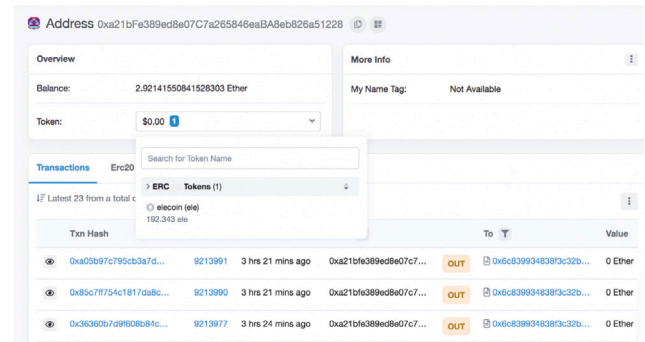 Address 0xa21bFe389ed8e07C7a265846eaBA8eb826a51228
Overview
Balance: 2.92141550841528303 Ether
Token: $0.00 1
More Info
My Name Tag: Not Available
Search for Token Name
> ERC Tokens (1)
elecoin (ele)
192.343 ele
Transactions Erc20
Latest 23 from a total
Txn Hash To Value
0xa05b97c795cb3a7d... 9213991 3 hrs 21 mins ago 0xa21bfe389ed8e07c7... OUT 0x6c839934838f3c32b... 0 Ether
0x85c7ff754c1817da8c... 9213990 3 hrs 21 mins ago 0xa21bfe389ed8e07c7... OUT 0x6c839934838f3c32b... 0 Ether
0x36360b7d9f608b84c... 9213977 3 hrs 24 mins ago 0xa21bfe389ed8e07c7... OUT 0x6c839934838f3c32b... 0 Ether